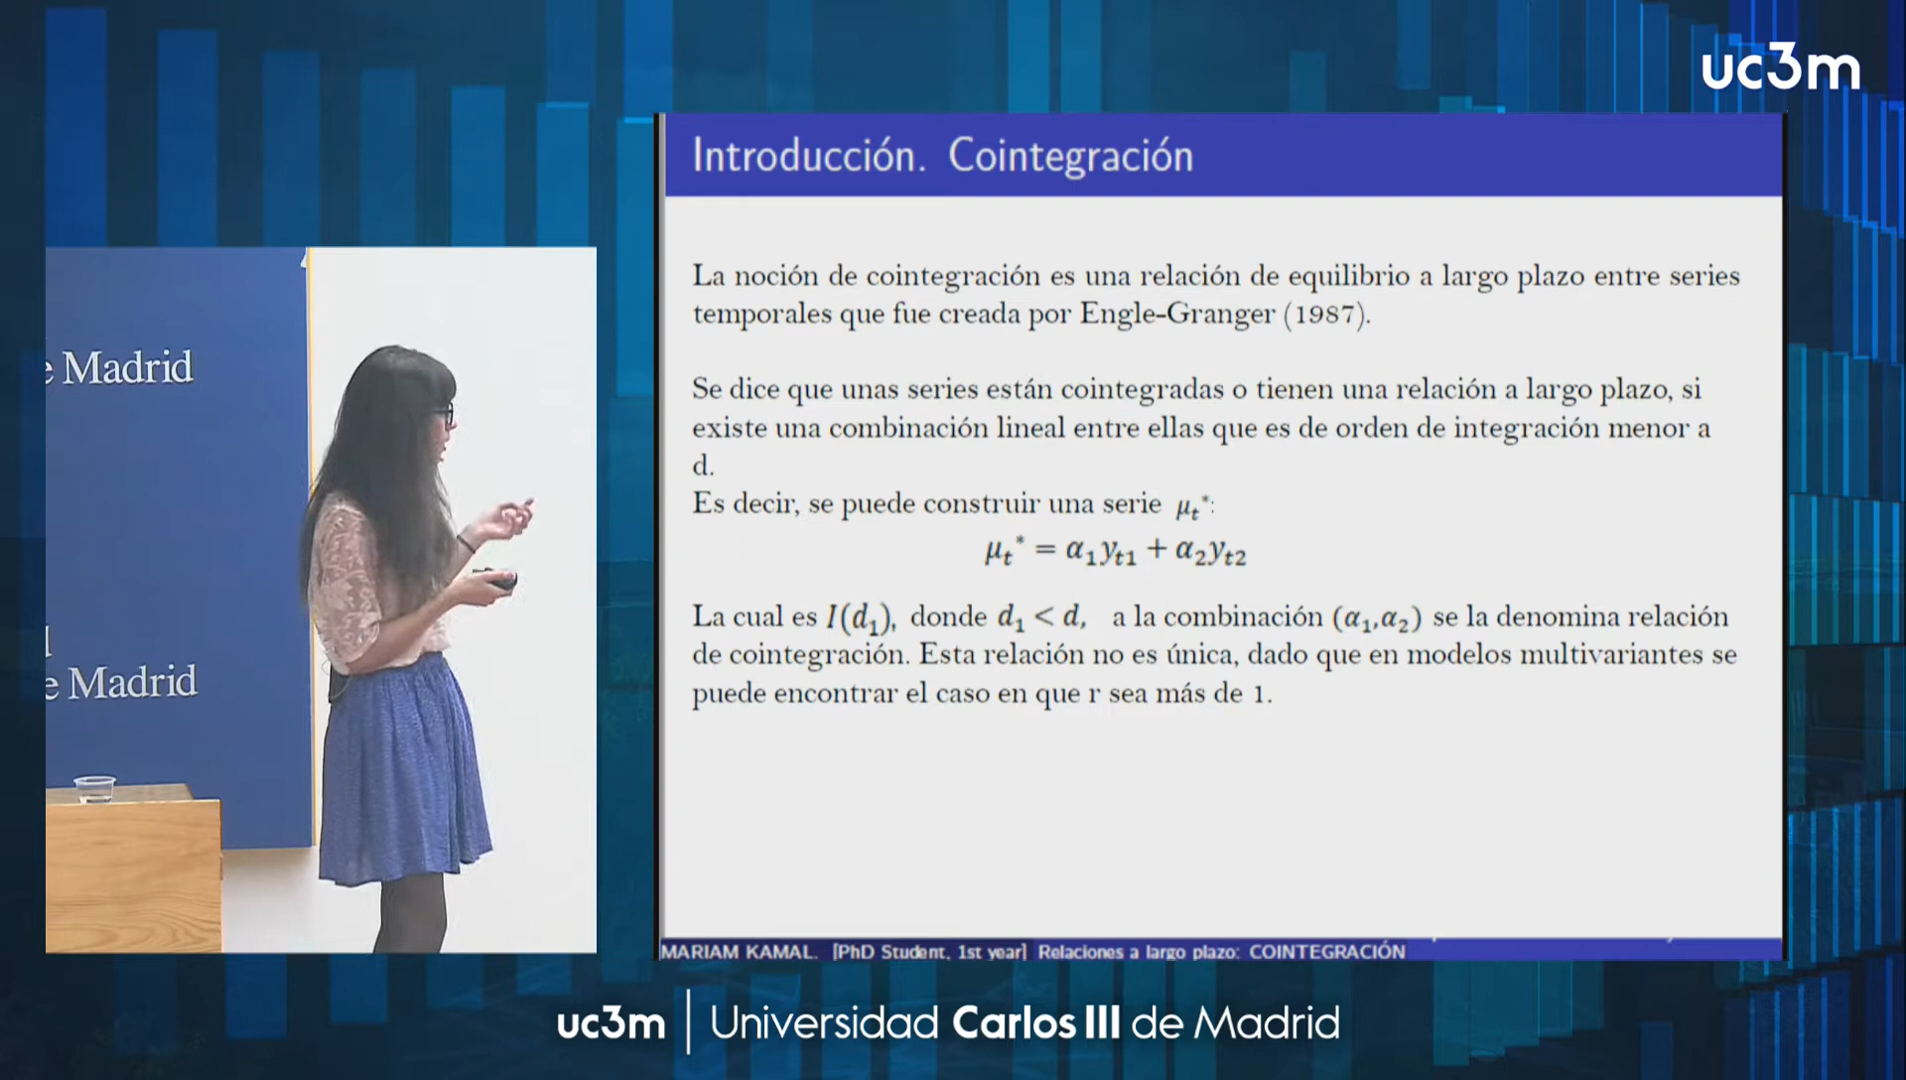 uc3m
Introducción. Cointegración
La noción de cointegración es una relación de equilibrio a largo plazo entre series
temporales que fue creada por Engle-Granger (1987).
Se dice que unas series están cointegradas o tienen una relación a largo plazo, si
existe una combinación lineal entre ellas que es de orden de integración menor a
d.
Es decir, se puede construir una serie μₜ*:
μₜ* = α₁yₜ₁ + α₂yₜ₂
La cual es I(d₁), donde d₁ < d, a la combinación (α₁,α₂) se la denomina relación
de cointegración. Esta relación no es única, dado que en modelos multivariantes se
puede encontrar el caso en que r sea más de 1.
MARIAM KAMAL. [PhD Student, 1st year] Relaciones a largo plazo: COINTEGRACIÓN
e Madrid
e Madrid
uc3m | Universidad Carlos III de Madrid